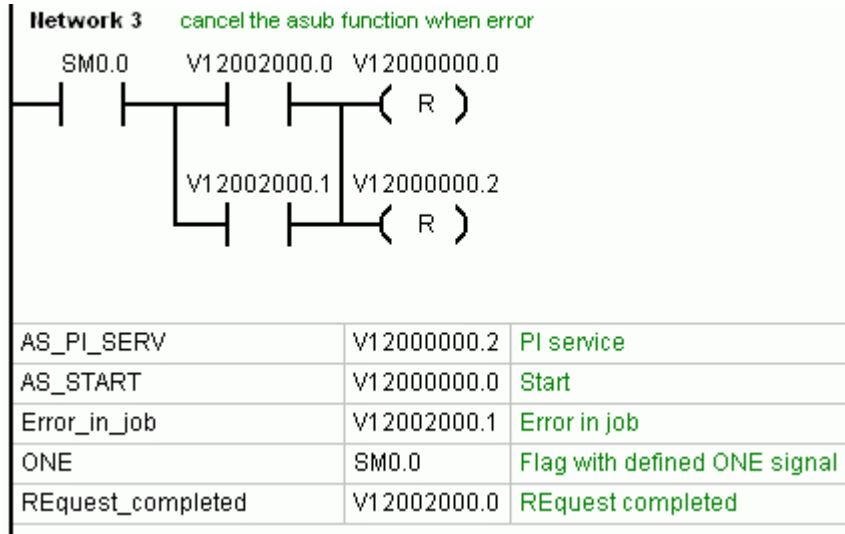 Network 3 cancel the asub function when error
SM0.0 V12002000.0 V12000000.0
R
V12002000.1 V12000000.2
R
AS_PI_SERV V12000000.2 PI service
AS_START V12000000.0 Start
Error_in_job V12002000.1 Error in job
ONE SM0.0 Flag with defined ONE signal
REquest_completed V12002000.0 REquest completed